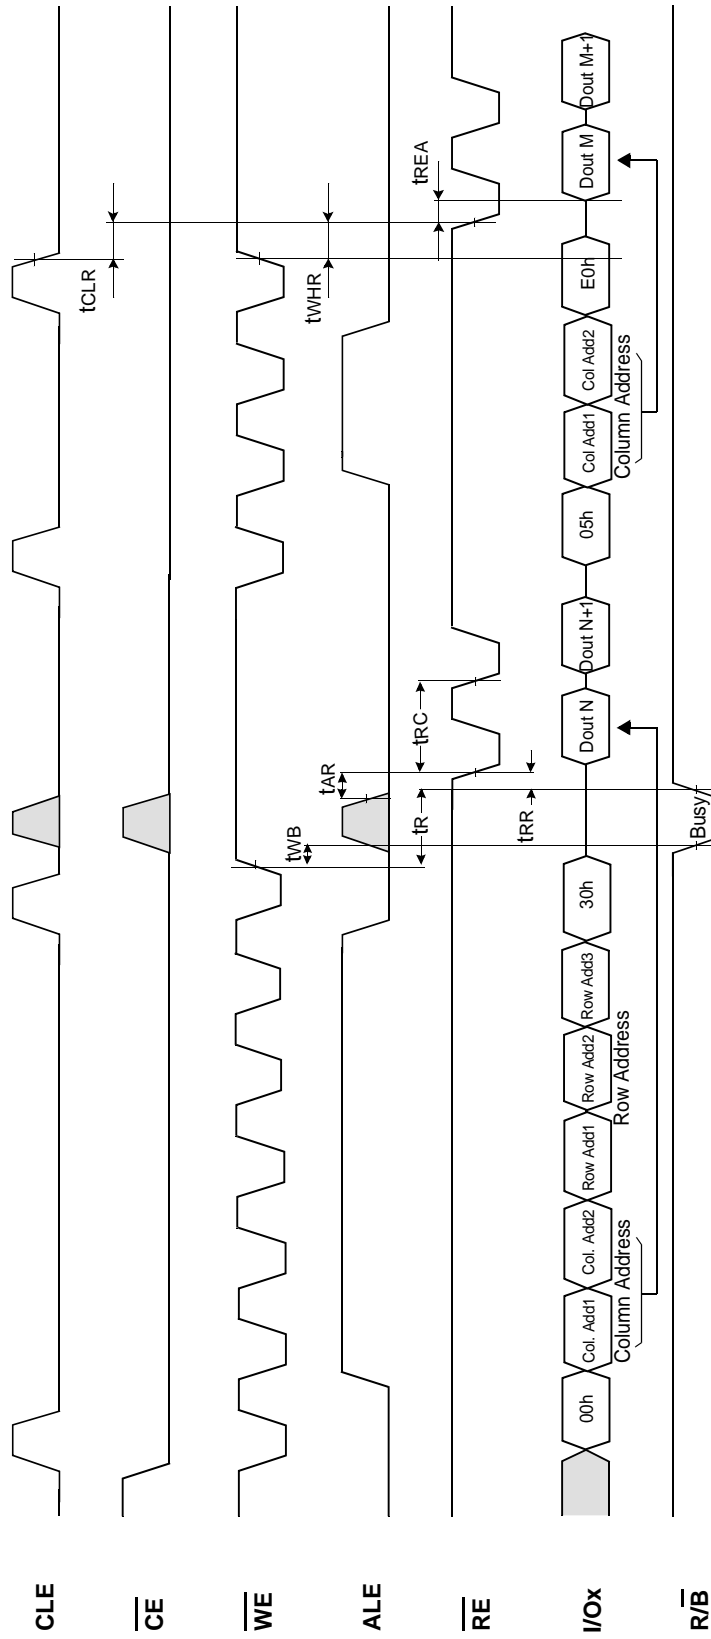 CLE
tCLR
CE
WE
tWB
tWHR
ALE
tAR
RE
tR
tRC
tREA
tRR
I/Ox
00h
Col. Add1
Col. Add2
Row Add1
Row Add2
Row Add3
30h
Dout N
Dout N+1
05h
Col Add1
Col Add2
E0h
Dout M
Dout M+1
Column Address
Row Address
Column Address
R/B
Busy